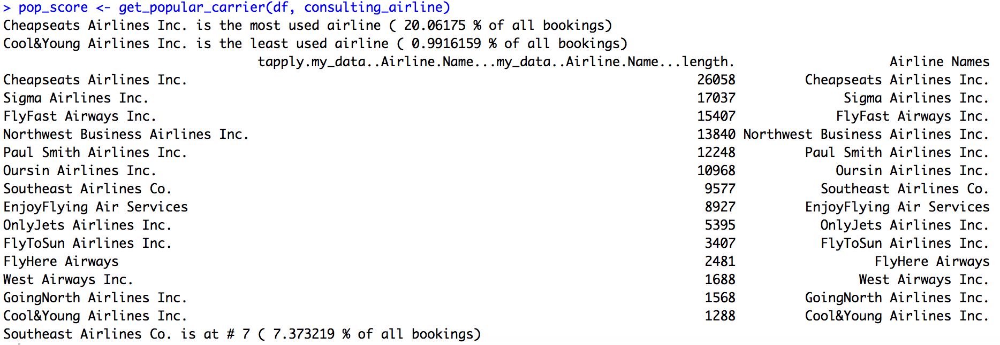 > pop_score <- get_popular_carrier(df, consulting_airline)
Cheapseats Airlines Inc. is the most used airline ( 20.06175 % of all bookings)
Cool&Young Airlines Inc. is the least used airline ( 0.9916159 % of all bookings)
tapply.my_data..Airline.Name...my_data..Airline.Name...length. Airline Names
Cheapseats Airlines Inc. 26058 Cheapseats Airlines Inc.
Sigma Airlines Inc. 17037 Sigma Airlines Inc.
FlyFast Airways Inc. 15407 FlyFast Airways Inc.
Northwest Business Airlines Inc. 13840 Northwest Business Airlines Inc.
Paul Smith Airlines Inc. 12248 Paul Smith Airlines Inc.
Oursin Airlines Inc. 10968 Oursin Airlines Inc.
Southeast Airlines Co. 9577 Southeast Airlines Co.
EnjoyFlying Air Services 8927 EnjoyFlying Air Services
OnlyJets Airlines Inc. 5395 OnlyJets Airlines Inc.
FlyToSun Airlines Inc. 3407 FlyToSun Airlines Inc.
FlyHere Airways 2481 FlyHere Airways
West Airways Inc. 1688 West Airways Inc.
GoingNorth Airlines Inc. 1568 GoingNorth Airlines Inc.
Cool&Young Airlines Inc. 1288 Cool&Young Airlines Inc.
Southeast Airlines Co. is at # 7 ( 7.373219 % of all bookings)